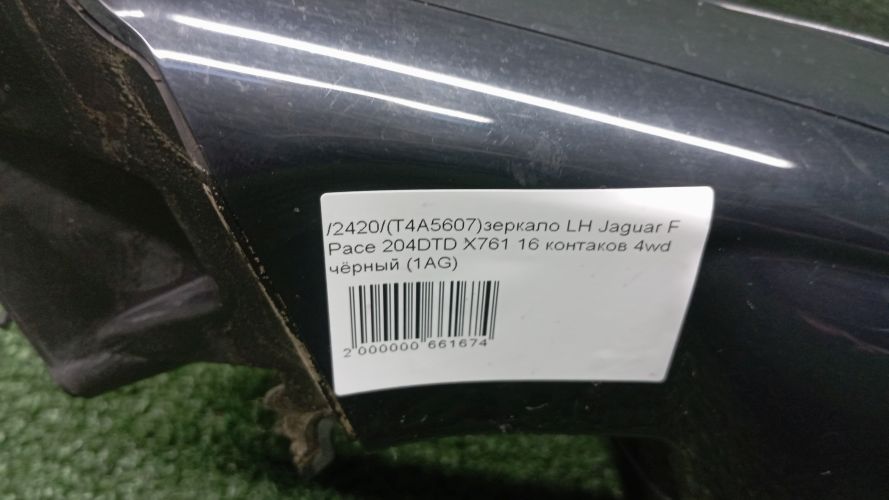 /2420/(T4A5607)зеркало LH Jaguar F
Pace 204DTD X761 16 контаков 4wd
чёрный (1AG)
2 000000 661674